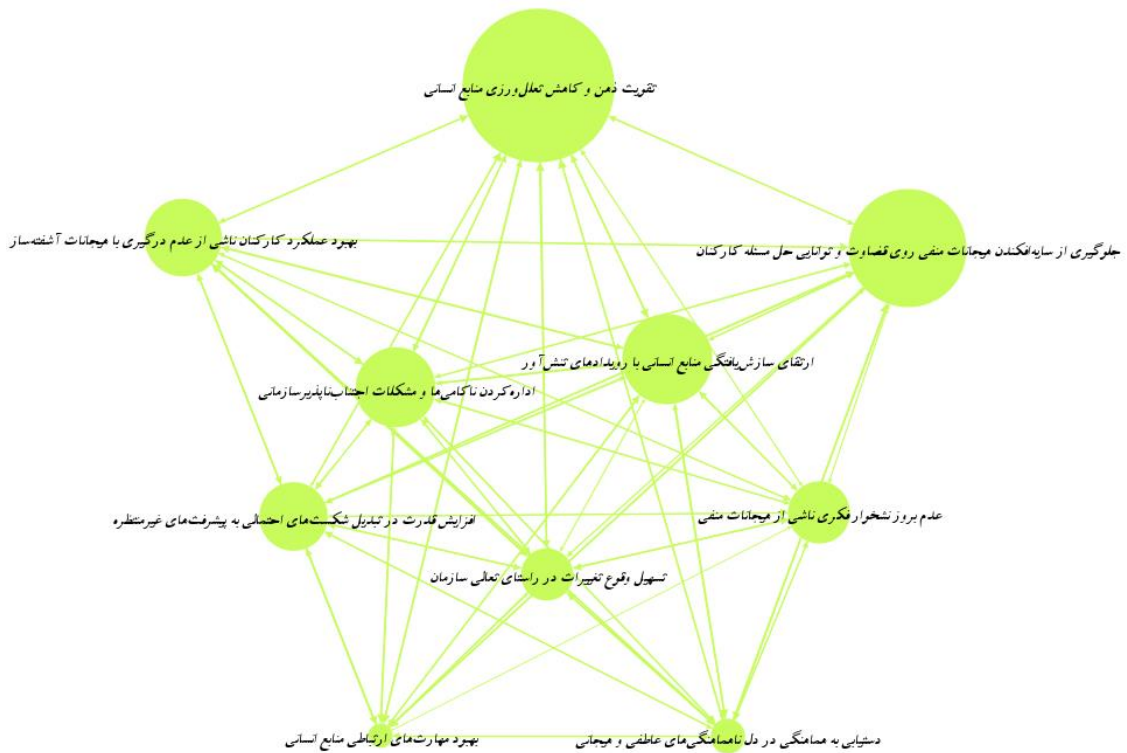 تقویت ذهن و کاهش تعلل‌ورزی منابع انسانی
بهبود عملکرد کارکنان ناشی از عدم درگیری با هیجانات آشفته‌ساز
جلوگیری از سایه‌افکندن هیجانات منفی روی قضاوت و توانایی حل مسئله کارکنان
ارتقای سازش‌یافتگی منابع انسانی با رویدادهای تنش‌آور
اداره‌کردن ناکامی‌ها و مشکلات اجتناب‌ناپذیرسازمانی
عدم بروز نشخوار فکری ناشی از هیجانات منفی
افزایش قدرت در تبدیل شکست‌های احتمالی به پیشرفت‌های غیرمنتظره
تسهیل وقوع تغییرات در راستای تعالی سازمان
دستیابی به هماهنگی در دل ناهماهنگی‌های عاطفی و هیجانی
بهبود مهارت‌های ارتباطی منابع انسانی